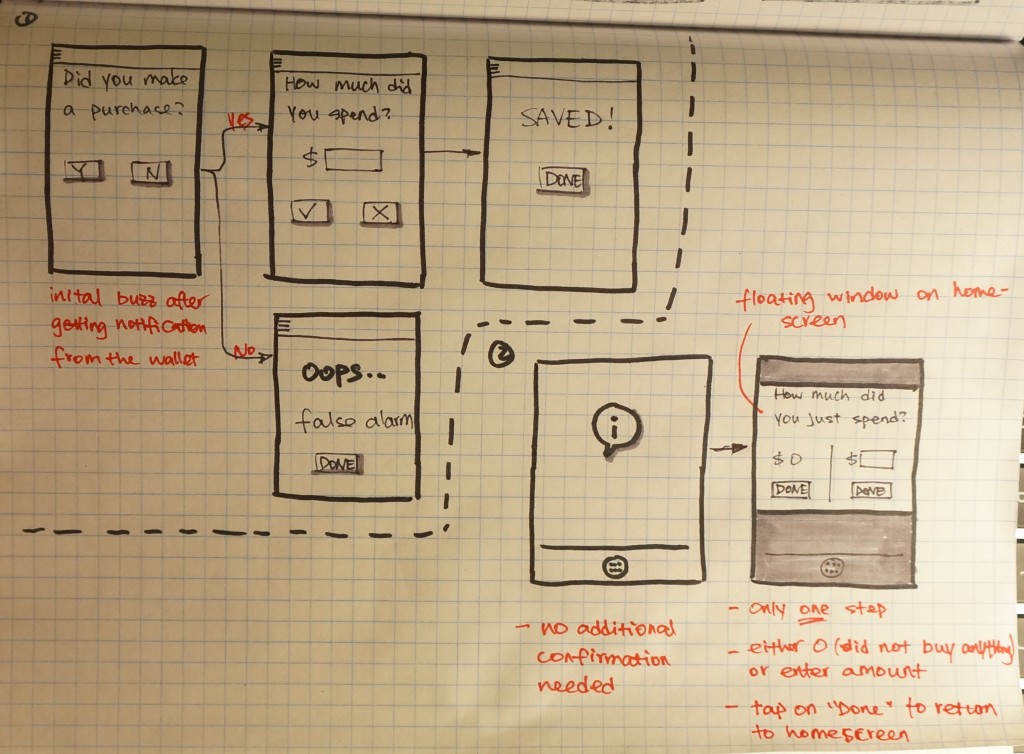 1
Did you make
a purchace?
Y N
inital buzz after
getting notification
from the wallet
Yes
No
How much did
you spend?
$
✓ X
SAVED!
DONE
OOPS..
false alarm
DONE
2
i
floating window on home-
screen
How much did
you just spend?
$0 $
DONE DONE
- no additional
confirmation
needed
- only one step
- either 0 (did not buy anything)
or enter amount
- tap on "Done" to return
to homescreen